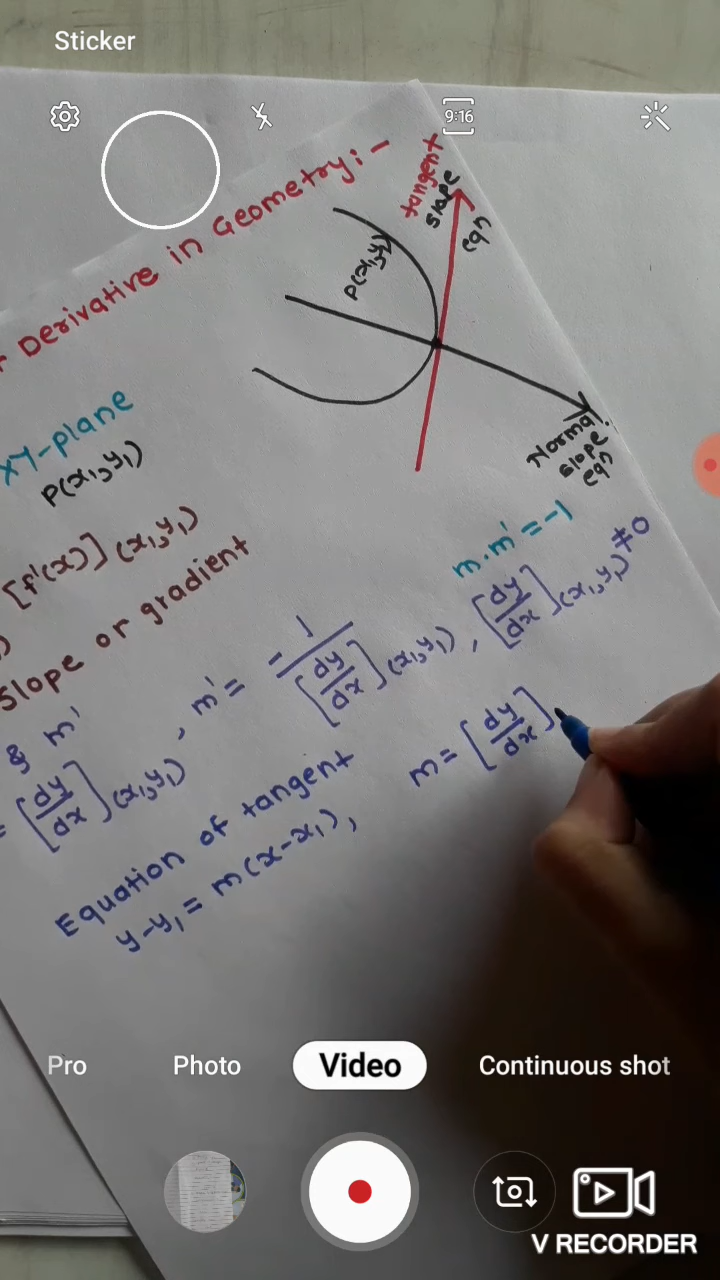 Sticker
9:16
Derivative in Geometry:-
tangent
slope
eqn
P(x₁,y₁)
Normal
slope
eqn
XY-plane
P(x₁,y₁)
[f'(x)](x₁,y₁)
slope or gradient
m.m' = -1
& m'
= [dy/dx](x₁,y₁), m' = -1/[dy/dx](x₁,y₁), [dy/dx](x₁,y₁) ≠ 0
Equation of tangent
y-y₁ = m(x-x₁), m = [dy/dx]
Pro Photo Video Continuous shot
V RECORDER